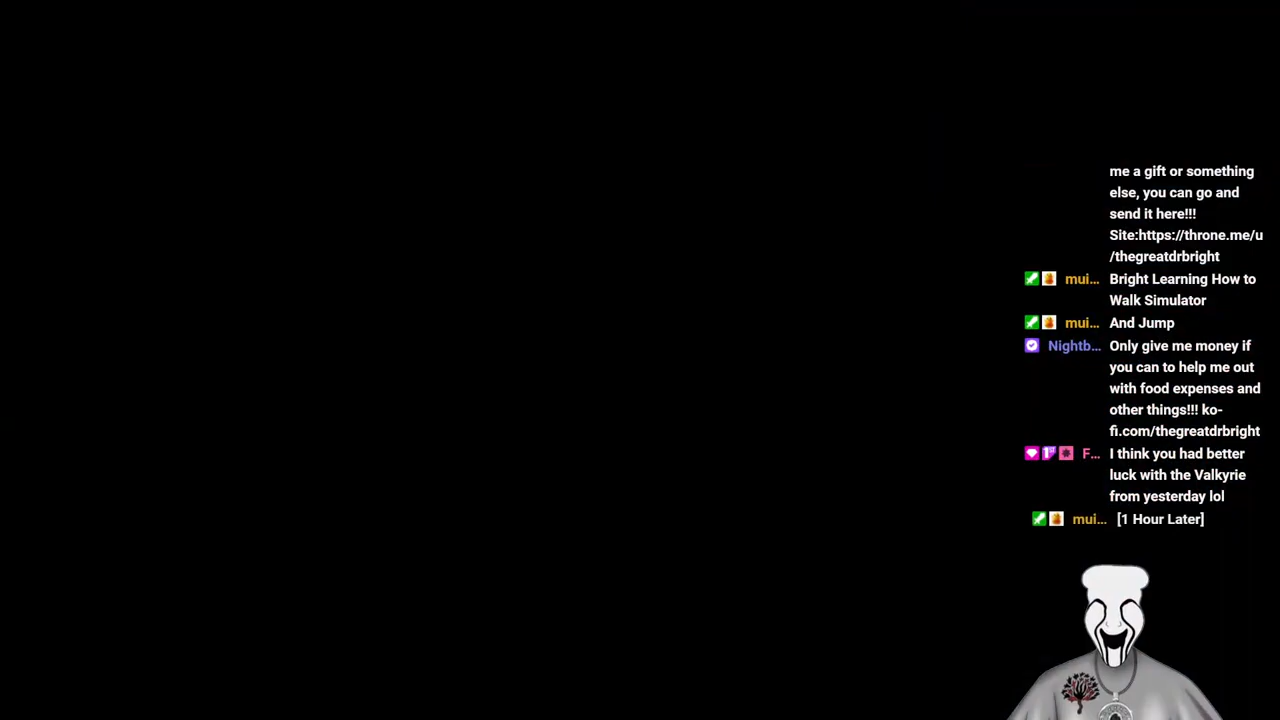 me a gift or something
else, you can go and
send it here!!!
Site:https://throne.me/u
/thegreatdrbright
mui... Bright Learning How to
Walk Simulator
mui... And Jump
Nightb... Only give me money if
you can to help me out
with food expenses and
other things!!! ko-
fi.com/thegreatdrbright
F... I think you had better
luck with the Valkyrie
from yesterday lol
mui... [1 Hour Later]